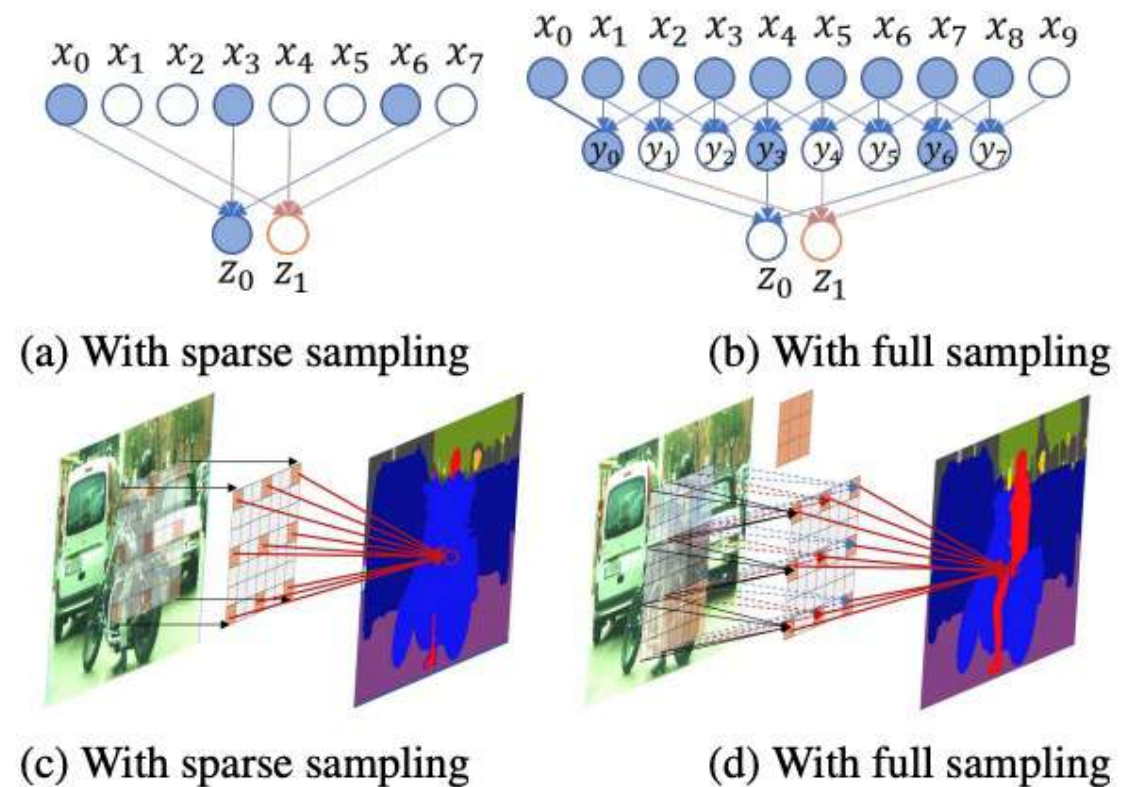 x₀ x₁ x₂ x₃ x₄ x₅ x₆ x₇
z₀ z₁
(a) With sparse sampling
x₀ x₁ x₂ x₃ x₄ x₅ x₆ x₇ x₈ x₉
y₀ y₁ y₂ y₃ y₄ y₅ y₆ y₇
z₀ z₁
(b) With full sampling
(c) With sparse sampling
(d) With full sampling